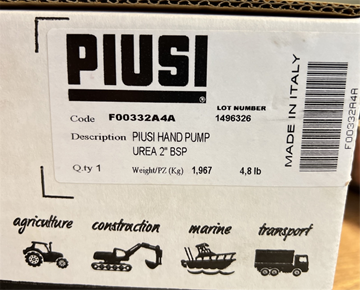 PIUSI
LOT NUMBER
Code F00332A4A 1496326
Description PIUSI HAND PUMP
UREA 2" BSP
Q.ty 1 Weight/PZ (Kg) 1,967 4,8 lb
MADE IN ITALY
F00332A4A
agriculture construction marine transport